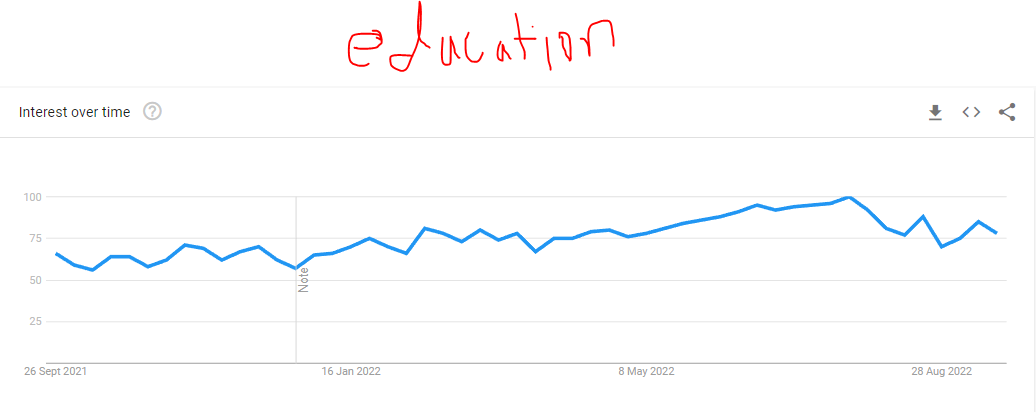 education
Interest over time ?
100
75
50
25
Note
26 Sept 2021 16 Jan 2022 8 May 2022 28 Aug 2022